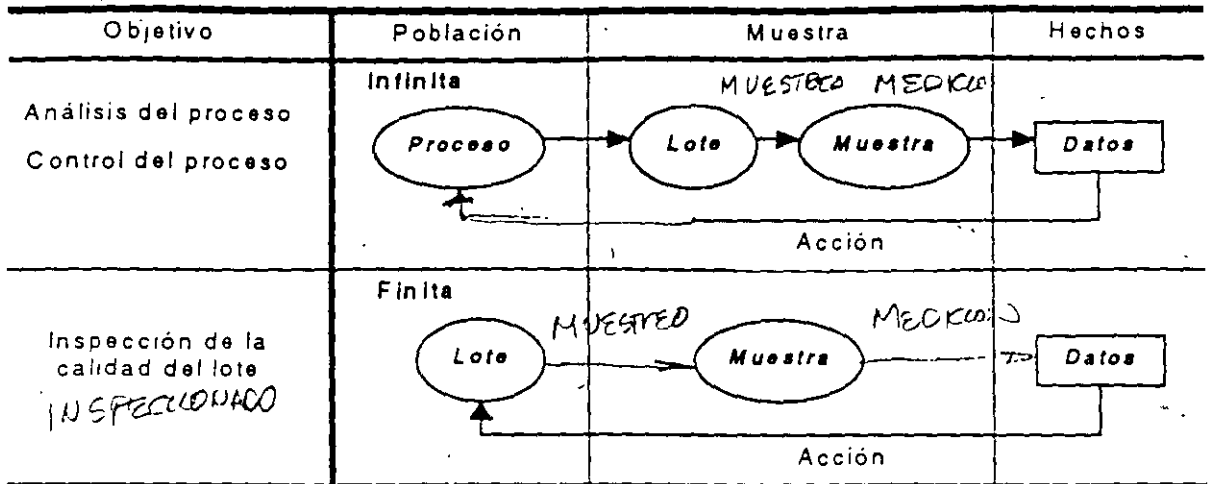 Objetivo
Población
Muestra
Hechos
Análisis del proceso
Control del proceso
Infinita
MUESTREO MEDICIO
Proceso
Lote
Muestra
Datos
Acción
Inspección de la
calidad del lote
INSPECCIONADO
Finita
MUESTREO
MEDICION
Lote
Muestra
Datos
Acción